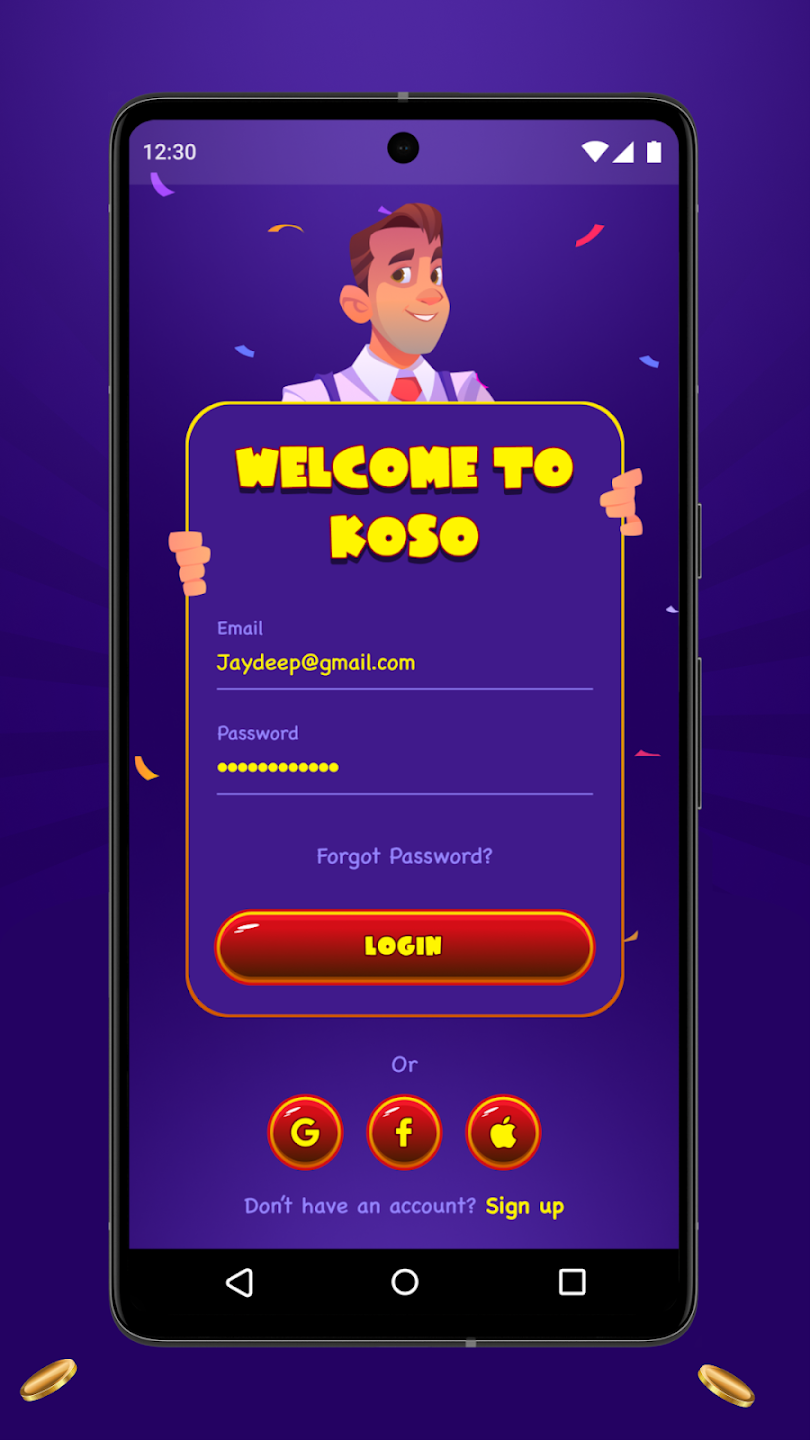 12:30
WELCOME TO
KOSO
Email
Jaydeep@gmail.com
Password
••••••••••••
Forgot Password?
LOGIN
Or
G f
Don't have an account? Sign up